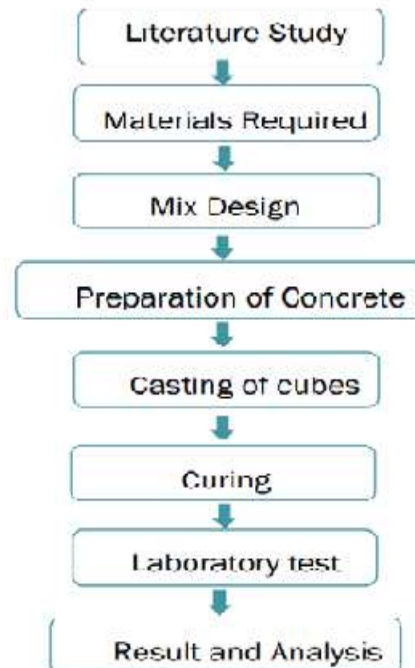 Literature Study
Materials Required
Mix Design
Preparation of Concrete
Casting of cubes
Curing
Laboratory test
Result and Analysis